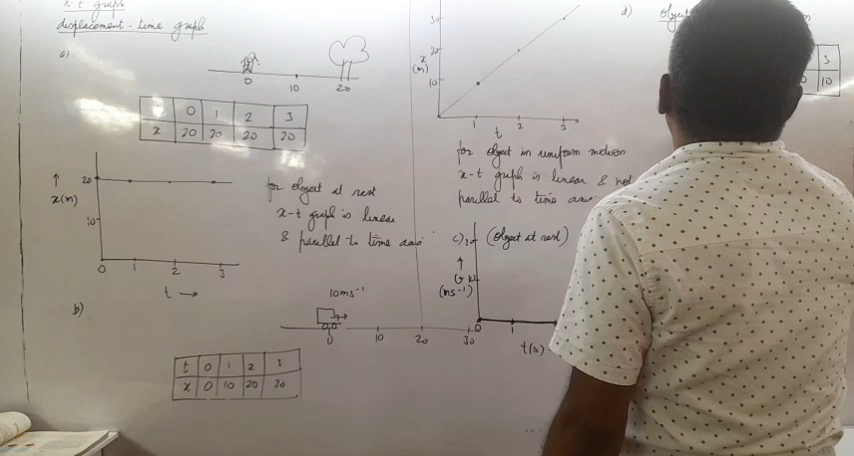 x-t graph
displacement - time graph
a)
0 10 20
0 1 2 3
x 20 20 20 20
↑
x(m)
20
10
0 1 2 3
t →
for object at rest
x-t graph is linear
& parallel to time axis
b)
10ms⁻¹
0 10 20 30
t 0 1 2 3
x 0 10 20 30
30
20
10
x
(m)
1 2 3
t
for object in uniform motion
x-t graph is linear & not
parallel to time axis
c) (object at rest)
↑
(ms⁻¹)
0 1
t(s)
d) object
3
10